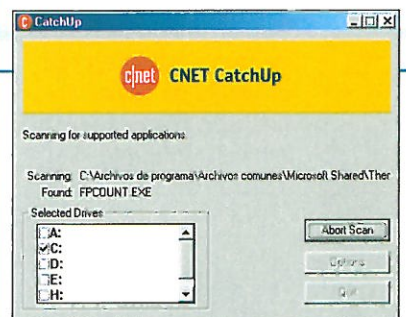 CatchUp
c|net CNET CatchUp
Scanning for supported applications
Scanning: C:\Archivos de programa\Archivos comunes\Microsoft Shared\Ther
Found: FPCOUNT.EXE
Selected Drives
A:
C:
D:
E:
H:
Abort Scan
Options
Quit